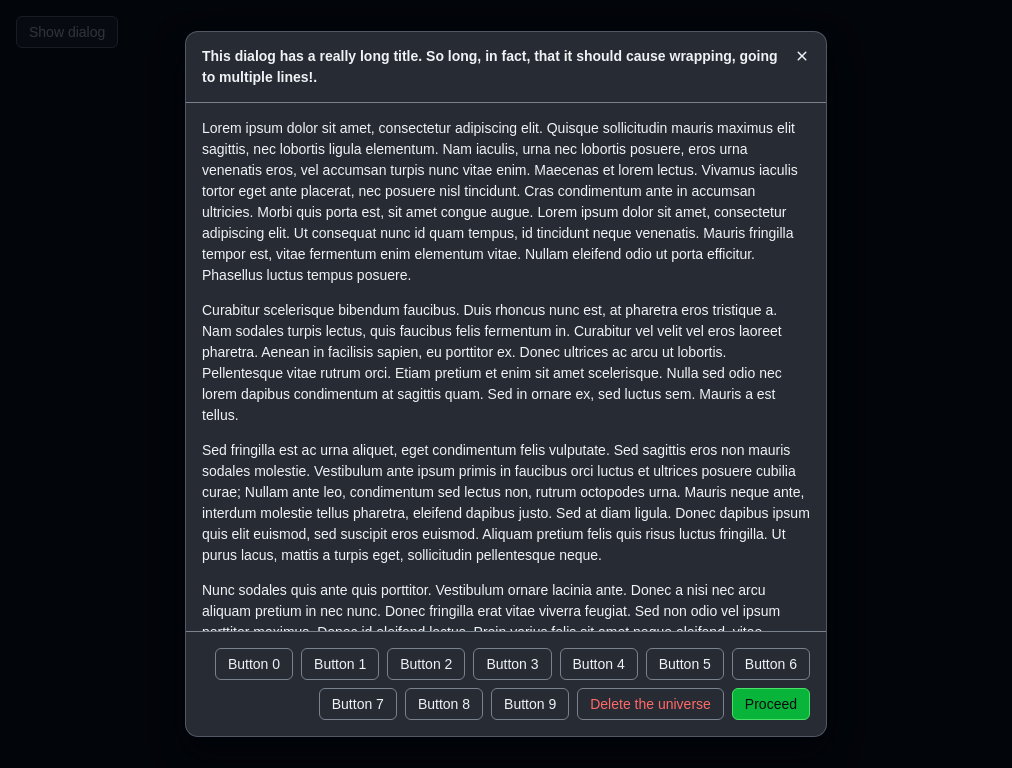 Show dialog
This dialog has a really long title. So long, in fact, that it should cause wrapping, going
to multiple lines!.
Lorem ipsum dolor sit amet, consectetur adipiscing elit. Quisque sollicitudin mauris maximus elit
sagittis, nec lobortis ligula elementum. Nam iaculis, urna nec lobortis posuere, eros urna
venenatis eros, vel accumsan turpis nunc vitae enim. Maecenas et lorem lectus. Vivamus iaculis
tortor eget ante placerat, nec posuere nisl tincidunt. Cras condimentum ante in accumsan
ultricies. Morbi quis porta est, sit amet congue augue. Lorem ipsum dolor sit amet, consectetur
adipiscing elit. Ut consequat nunc id quam tempus, id tincidunt neque venenatis. Mauris fringilla
tempor est, vitae fermentum enim elementum vitae. Nullam eleifend odio ut porta efficitur.
Phasellus luctus tempus posuere.
Curabitur scelerisque bibendum faucibus. Duis rhoncus nunc est, at pharetra eros tristique a.
Nam sodales turpis lectus, quis faucibus felis fermentum in. Curabitur vel velit vel eros laoreet
pharetra. Aenean in facilisis sapien, eu porttitor ex. Donec ultrices ac arcu ut lobortis.
Pellentesque vitae rutrum orci. Etiam pretium et enim sit amet scelerisque. Nulla sed odio nec
lorem dapibus condimentum at sagittis quam. Sed in ornare ex, sed luctus sem. Mauris a est
tellus.
Sed fringilla est ac urna aliquet, eget condimentum felis vulputate. Sed sagittis eros non mauris
sodales molestie. Vestibulum ante ipsum primis in faucibus orci luctus et ultrices posuere cubilia
curae; Nullam ante leo, condimentum sed lectus non, rutrum octopodes urna. Mauris neque ante,
interdum molestie tellus pharetra, eleifend dapibus justo. Sed at diam ligula. Donec dapibus ipsum
quis elit euismod, sed suscipit eros euismod. Aliquam pretium felis quis risus luctus fringilla. Ut
purus lacus, mattis a turpis eget, sollicitudin pellentesque neque.
Nunc sodales quis ante quis porttitor. Vestibulum ornare lacinia ante. Donec a nisi nec arcu
aliquam pretium in nec nunc. Donec fringilla erat vitae viverra feugiat. Sed non odio vel ipsum
porttitor maximus. Donec id eleifend lectus. Proin varius felis sit amet neque eleifend, vitae
Button 0 Button 1 Button 2 Button 3 Button 4 Button 5 Button 6
Button 7 Button 8 Button 9 Delete the universe Proceed